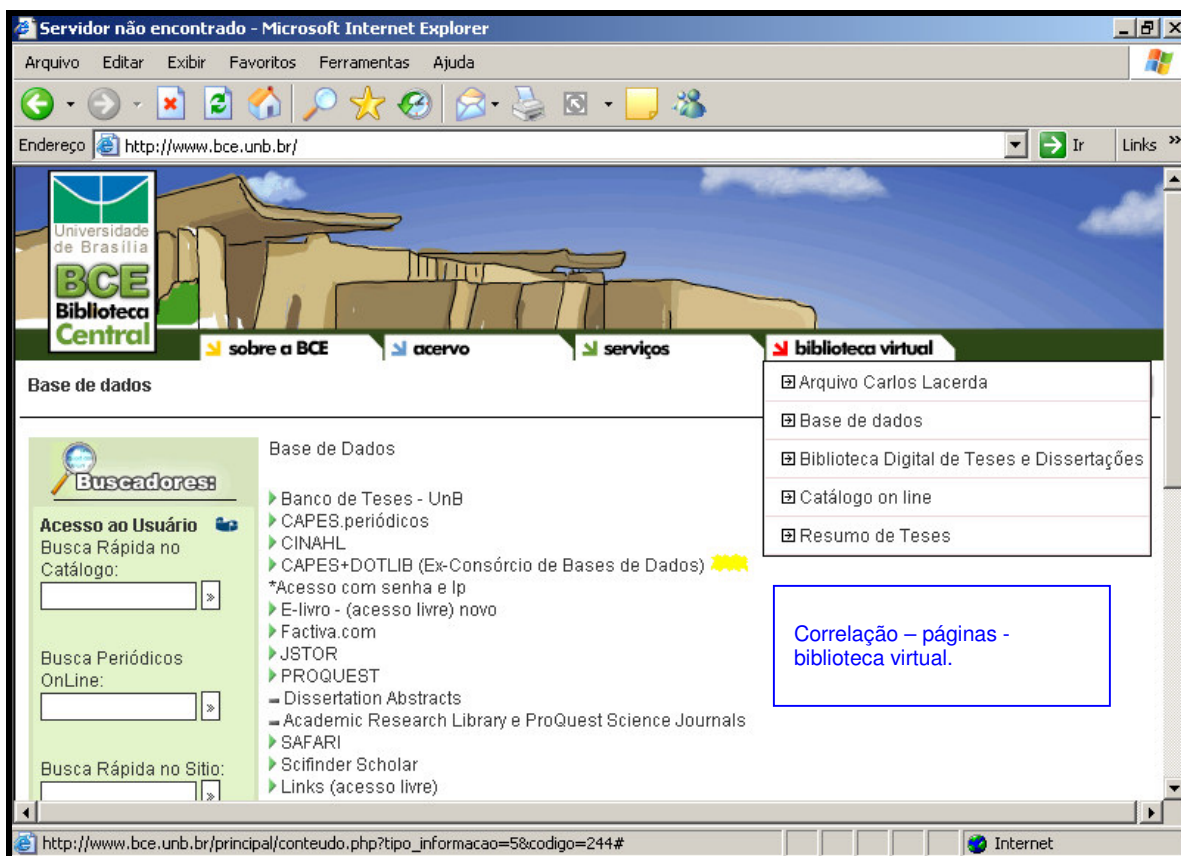 Servidor não encontrado - Microsoft Internet Explorer
Arquivo Editar Exibir Favoritos Ferramentas Ajuda
Endereço http://www.bce.unb.br/ Ir Links »
Universidade
de Brasília
BCE
Biblioteca
Central
sobre a BCE acervo serviços biblioteca virtual
Base de dados
Arquivo Carlos Lacerda
Base de dados
Biblioteca Digital de Teses e Dissertações
Catálogo on line
Resumo de Teses
Buscadores:
Acesso ao Usuário
Busca Rápida no
Catálogo:
»
Busca Periódicos
OnLine:
»
Busca Rápida no Sitio:
»
Base de Dados
Banco de Teses - UnB
CAPES.periódicos
CINAHL
CAPES+DOTLIB (Ex-Consórcio de Bases de Dados)
*Acesso com senha e Ip
E-livro - (acesso livre) novo
Factiva.com
JSTOR
PROQUEST
Dissertation Abstracts
Academic Research Library e ProQuest Science Journals
SAFARI
Scifinder Scholar
Links (acesso livre)
Correlação – páginas -
biblioteca virtual.
http://www.bce.unb.br/principal/conteudo.php?tipo_informacao=5&codigo=244# Internet